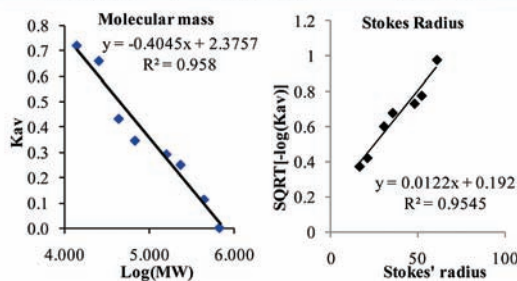 Molecular mass
y = -0.4045x + 2.3757
R² = 0.958
0.8
0.7
0.6
0.5
0.4
0.3
0.2
0.1
0.0
Kav
4.000 5.000 6.000
Log(MW)
Stokes Radius
1.2
1
0.8
0.6
0.4
0.2
0
SQRT[-log(Kav)]
y = 0.0122x + 0.192
R² = 0.9545
0 50 100
Stokes' radius